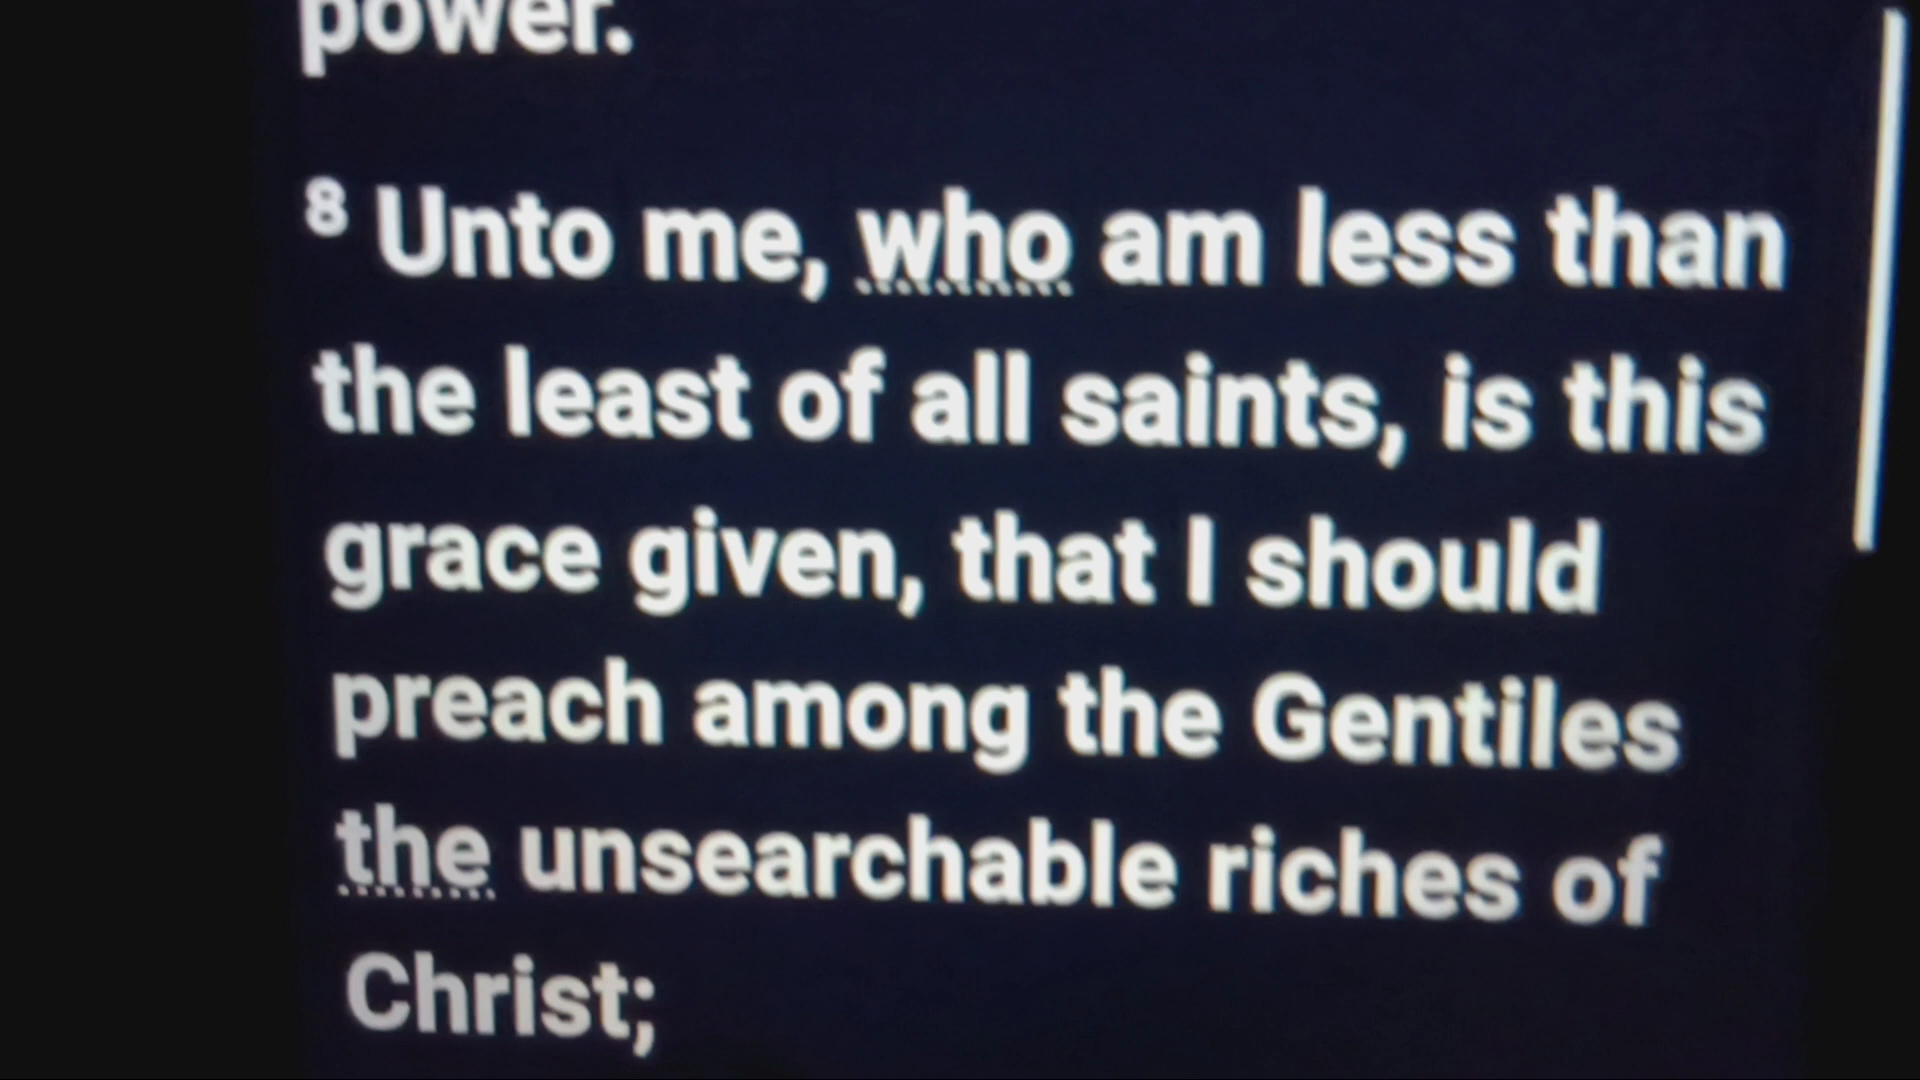 power.
8 Unto me, who am less than
the least of all saints, is this
grace given, that I should
preach among the Gentiles
the unsearchable riches of
Christ;